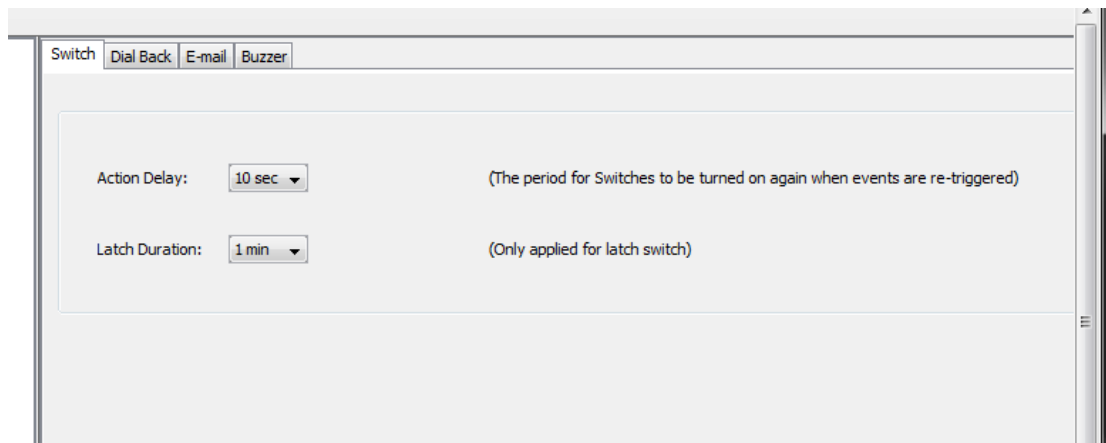 Switch Dial Back E-mail Buzzer
Action Delay: 10 sec (The period for Switches to be turned on again when events are re-triggered)
Latch Duration: 1 min (Only applied for latch switch)